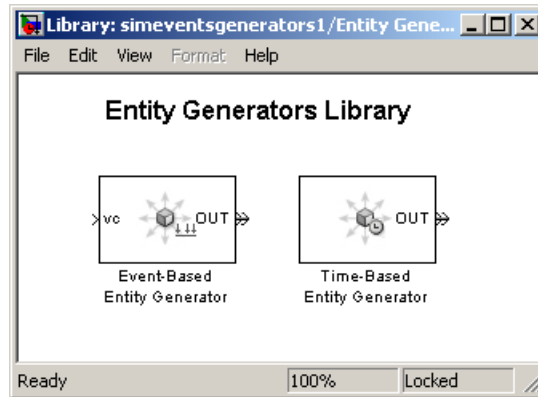 Library: simeventsgenerators1/Entity Gene...
File Edit View Format Help
Entity Generators Library
vc OUT
OUT
Event-Based
Entity Generator
Time-Based
Entity Generator
Ready 100% Locked